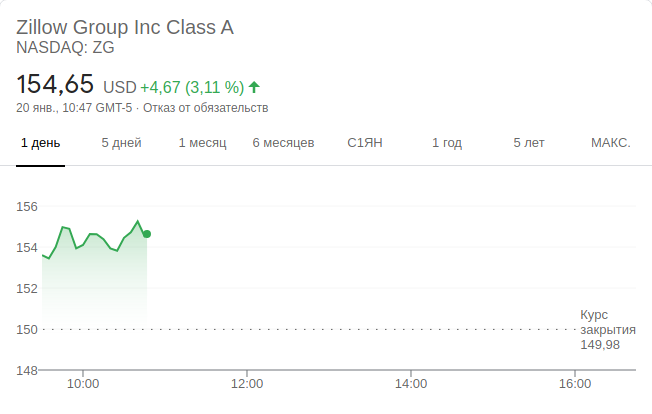 Zillow Group Inc Class A
NASDAQ: ZG
154,65 USD +4,67 (3,11 %)
20 янв., 10:47 GMT-5 · Отказ от обязательств
1 день 5 дней 1 месяц 6 месяцев С1ЯН 1 год 5 лет МАКС.
156
154
152
150
148
Курс
закрытия
149,98
10:00 12:00 14:00 16:00